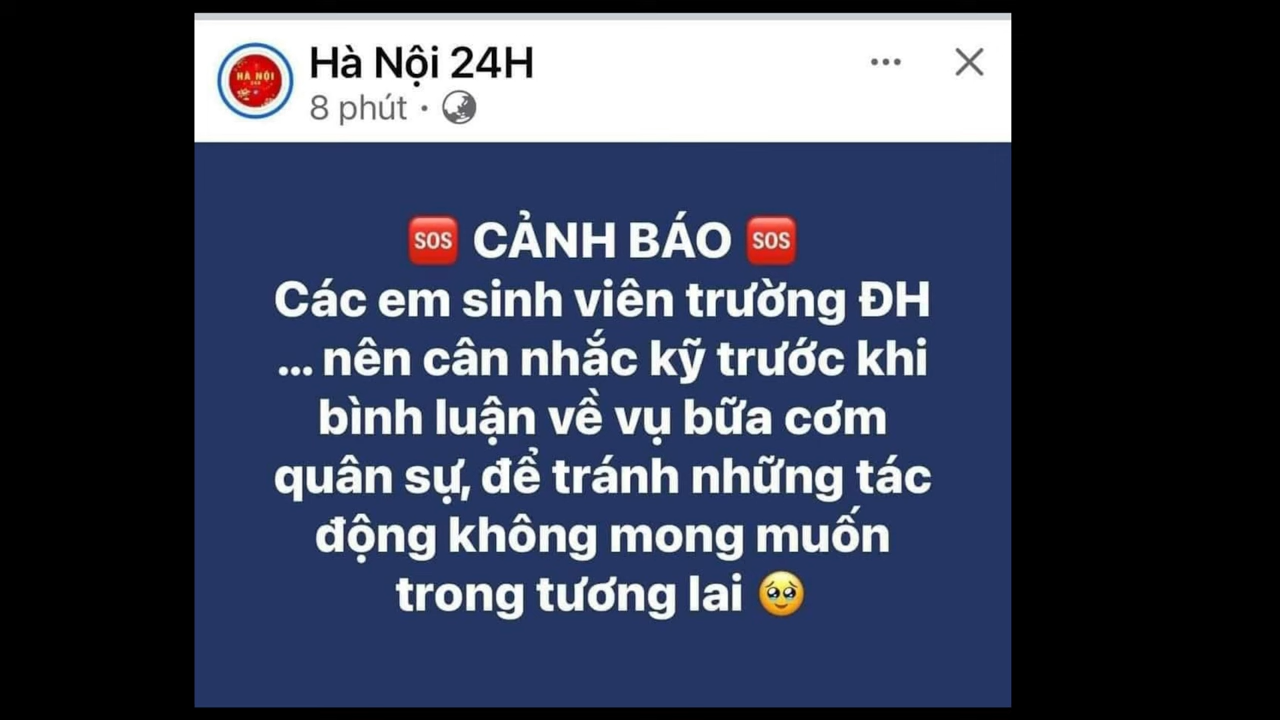 HÀ NỘI
Hà Nội 24H
8 phút ·
🆘 CẢNH BÁO 🆘
Các em sinh viên trường ĐH
... nên cân nhắc kỹ trước khi
bình luận về vụ bữa cơm
quân sự, để tránh những tác
động không mong muốn
trong tương lai 🥹